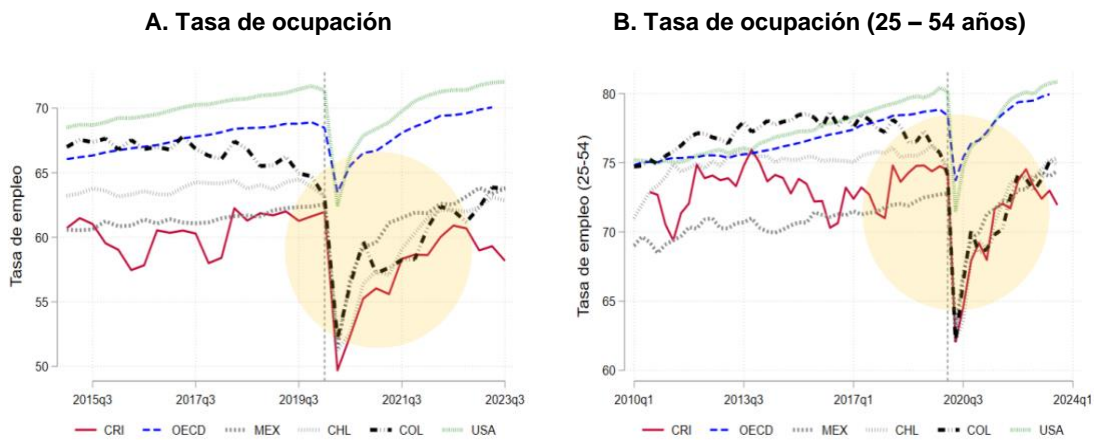 A. Tasa de ocupación
B. Tasa de ocupación (25 – 54 años)
Tasa de empleo
70
65
60
55
50
2015q3 2017q3 2019q3 2021q3 2023q3
CRI OECD MEX CHL COL USA
Tasa de empleo (25-54)
80
75
70
65
60
2010q1 2013q3 2017q1 2020q3 2024q1
CRI OECD MEX CHL COL USA